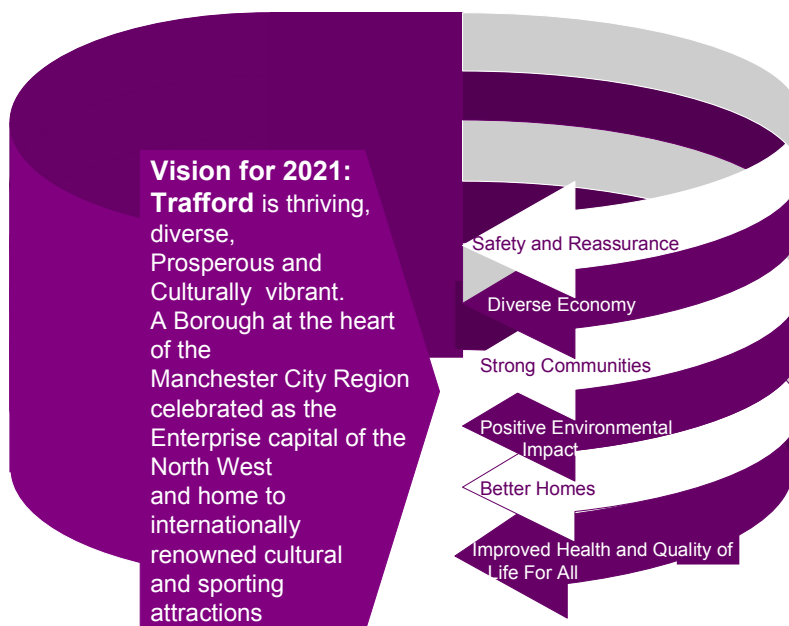 Vision for 2021:
Trafford is thriving,
diverse,
Prosperous and
Culturally vibrant.
A Borough at the heart
of the
Manchester City Region
celebrated as the
Enterprise capital of the
North West
and home to
internationally
renowned cultural
and sporting
attractions
Safety and Reassurance
Diverse Economy
Strong Communities
Positive Environmental
Impact
Better Homes
Improved Health and Quality of
Life For All